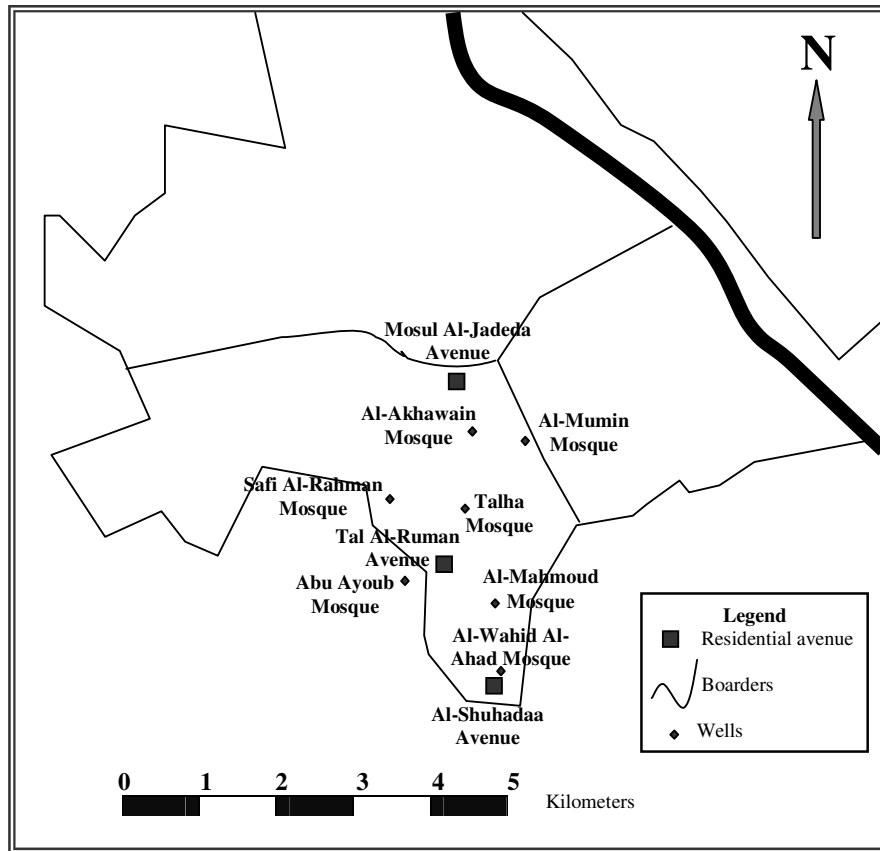 N
Mosul Al-Jadeda
Avenue
Al-Akhawain
Mosque
Al-Mumin
Mosque
Safi Al-Rahman
Mosque
Talha
Mosque
Tal Al-Ruman
Avenue
Abu Ayoub
Mosque
Al-Mahmoud
Mosque
Al-Wahid Al-
Ahad Mosque
Al-Shuhadaa
Avenue
Legend
Residential avenue
Boarders
Wells
0 1 2 3 4 5
Kilometers